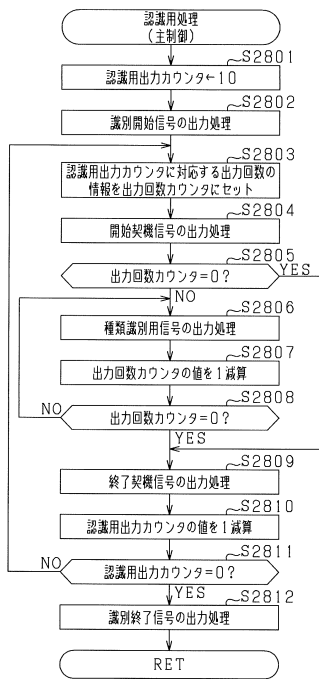 認識用処理
(主制御)
S2801
認識用出力カウンタ←10
S2802
識別開始信号の出力処理
S2803
認識用出力カウンタに対応する出力回数の
情報を出力回数カウンタにセット
S2804
開始契機信号の出力処理
S2805
出力回数カウンタ=0?
YES
NO
S2806
種類識別用信号の出力処理
S2807
出力回数カウンタの値を1減算
S2808
出力回数カウンタ=0?
NO
YES
S2809
終了契機信号の出力処理
S2810
認識用出力カウンタの値を1減算
S2811
認識用出力カウンタ=0?
NO
YES
S2812
識別終了信号の出力処理
RET